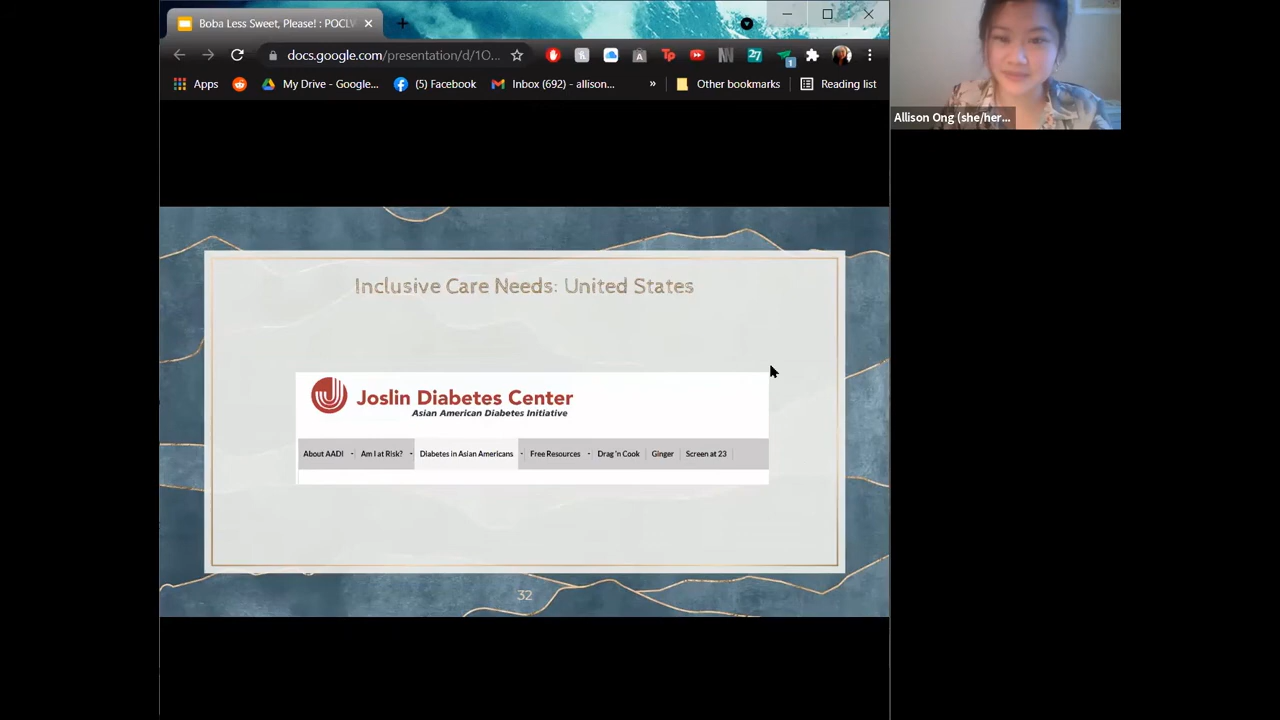 Boba Less Sweet, Please! : POCLV
docs.google.com/presentation/d/1O...
Tp
27
1
Apps
My Drive - Google...
(5) Facebook
Inbox (692) - allison...
»
Other bookmarks
Reading list
Allison Ong (she/her...
Inclusive Care Needs: United States
Joslin Diabetes Center
Asian American Diabetes Initiative
About AADI
Am I at Risk?
Diabetes in Asian Americans
Free Resources
Drag 'n Cook
Ginger
Screen at 23
32